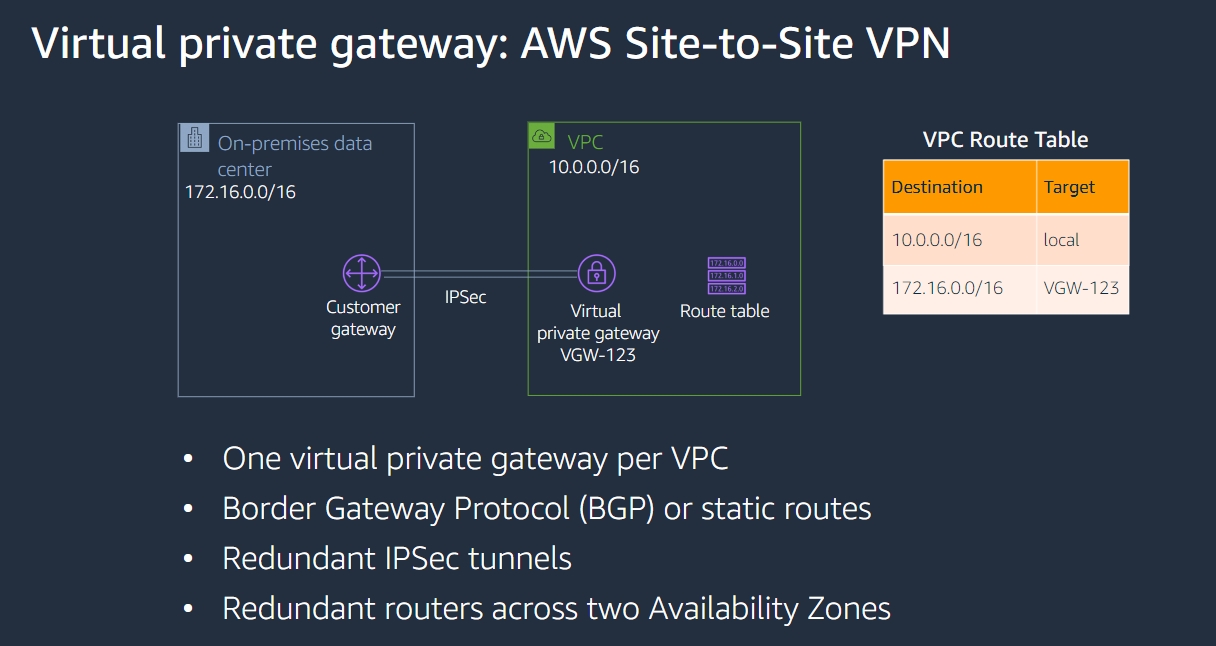 Virtual private gateway: AWS Site-to-Site VPN
On-premises data
center
172.16.0.0/16
VPC
10.0.0.0/16
Customer
gateway
IPSec
Virtual
private gateway
VGW-123
172.16.0.0
172.16.1.0
172.16.2.0
Route table
VPC Route Table
Destination Target
10.0.0.0/16 local
172.16.0.0/16 VGW-123
• One virtual private gateway per VPC
• Border Gateway Protocol (BGP) or static routes
• Redundant IPSec tunnels
• Redundant routers across two Availability Zones